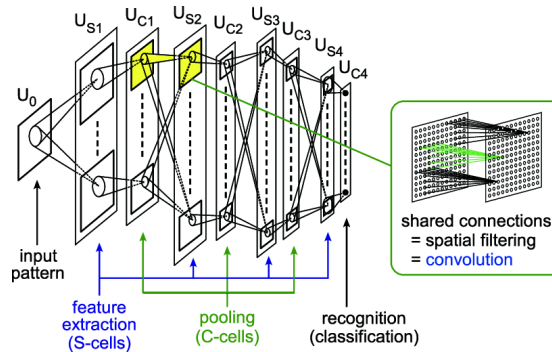 U0
US1
UC1
US2
UC2
US3
UC3
US4
UC4
input
pattern
feature
extraction
(S-cells)
pooling
(C-cells)
recognition
(classification)
shared connections
= spatial filtering
= convolution